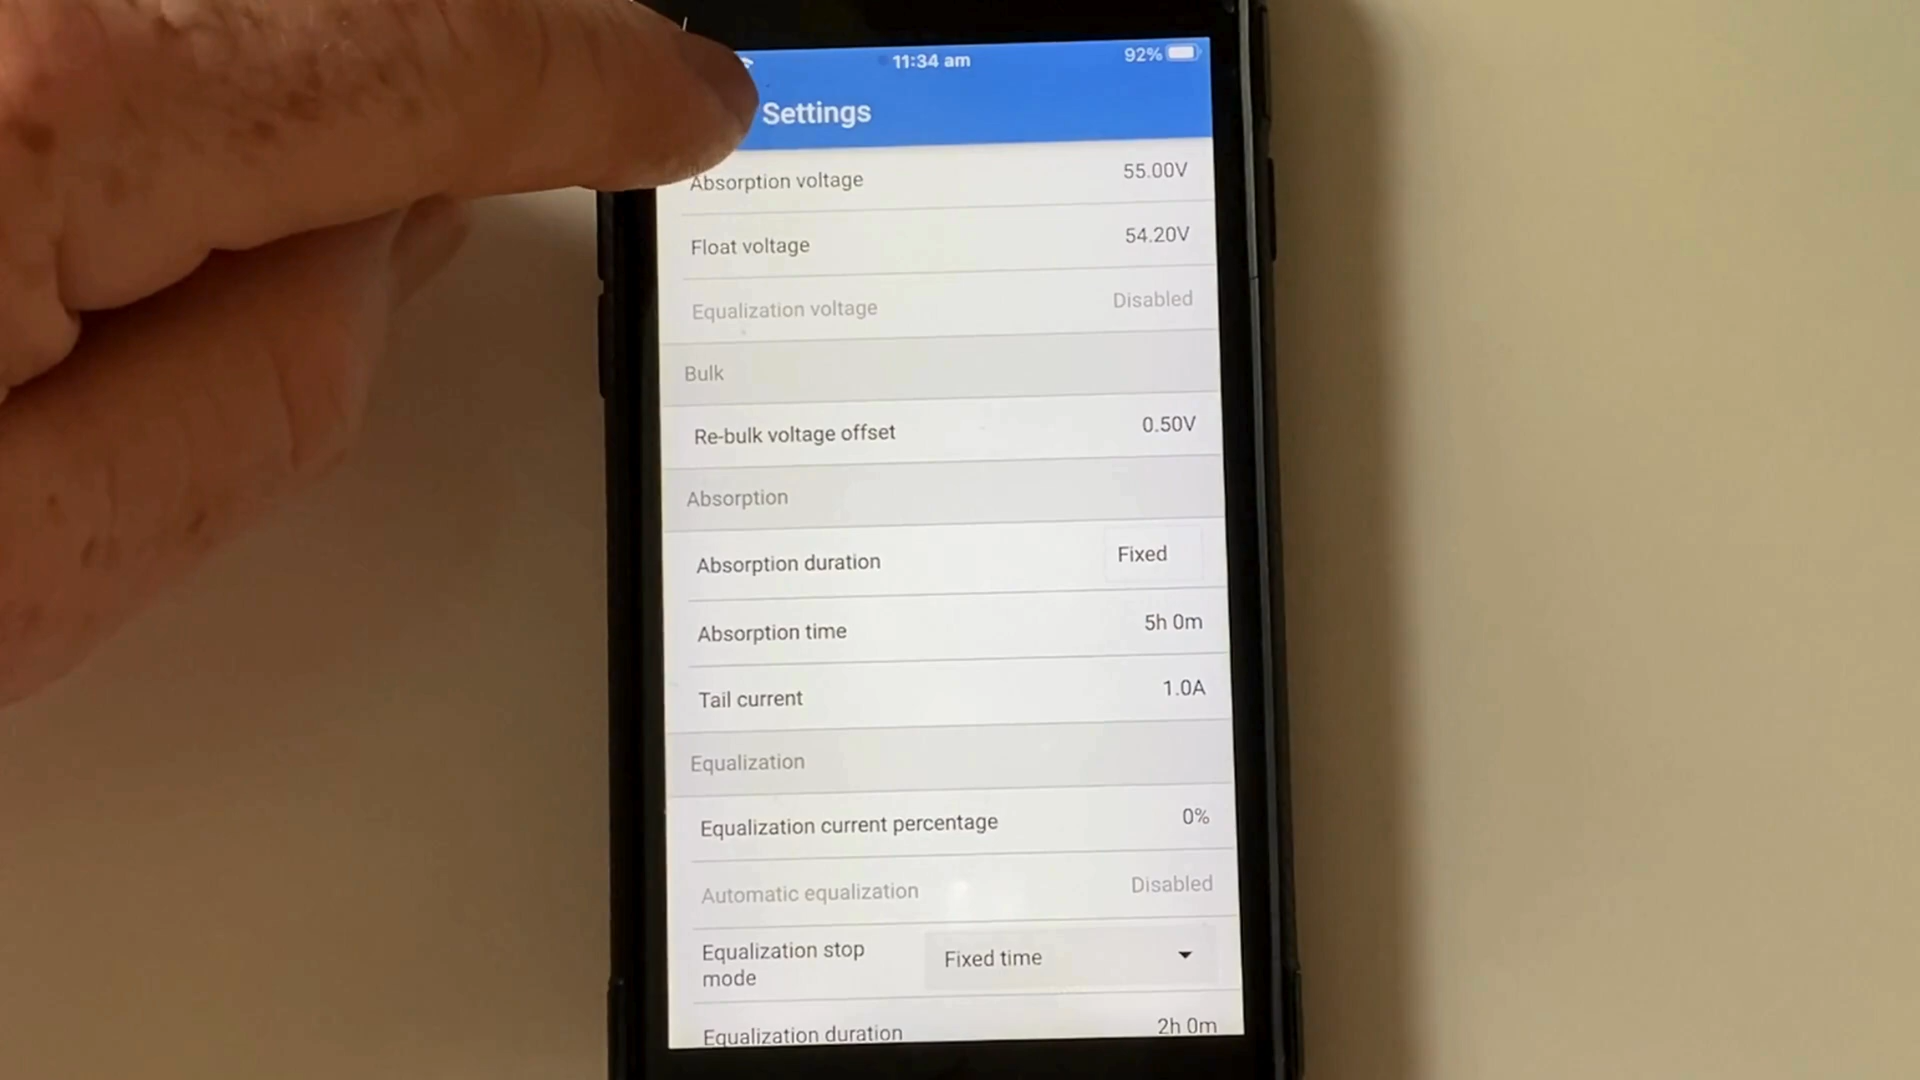 11:34 am 92%
Settings
Absorption voltage 55.00V
Float voltage 54.20V
Equalization voltage Disabled
Bulk
Re-bulk voltage offset 0.50V
Absorption
Absorption duration Fixed
Absorption time 5h 0m
Tail current 1.0A
Equalization
Equalization current percentage 0%
Automatic equalization Disabled
Equalization stop
mode Fixed time
Equalization duration 2h 0m